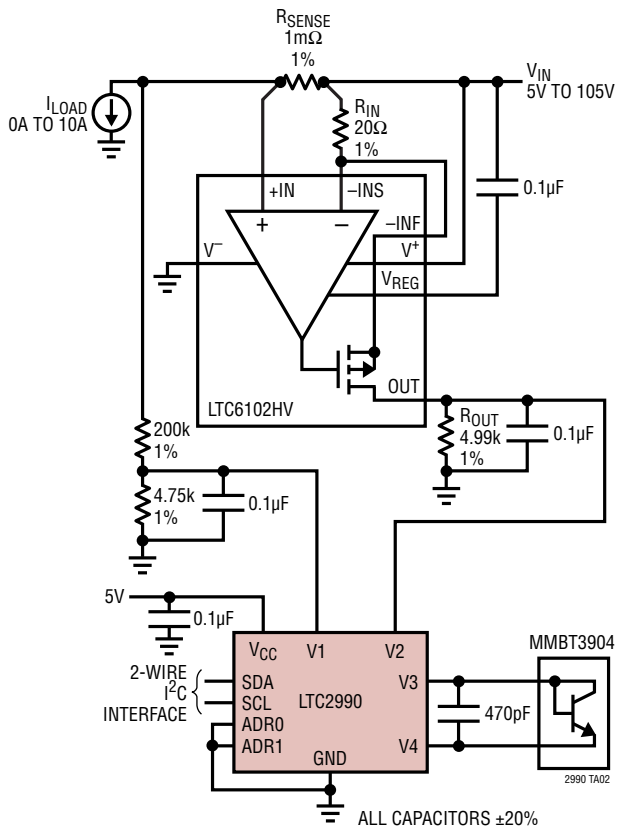 RSENSE
1mΩ
1%
VIN
5V TO 105V
ILOAD
0A TO 10A
RIN
20Ω
1%
0.1µF
+IN
–INS
+
–
–INF
V–
V+
VREG
OUT
LTC6102HV
ROUT
4.99k
1%
0.1µF
200k
1%
4.75k
1%
0.1µF
5V
0.1µF
VCC
V1
V2
MMBT3904
2-WIRE
I2C
INTERFACE
SDA
SCL
ADR0
ADR1
LTC2990
V3
V4
470pF
GND
2990 TA02
ALL CAPACITORS ±20%